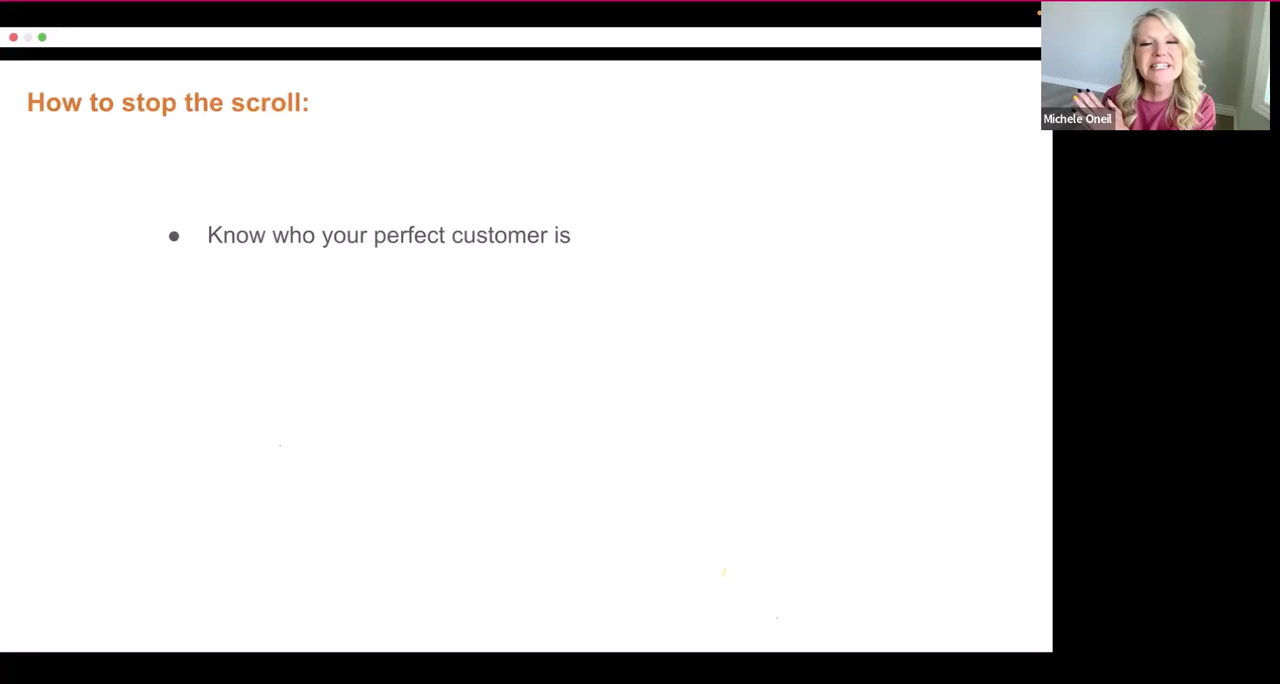 How to stop the scroll:
● Know who your perfect customer is
Michele Oneil